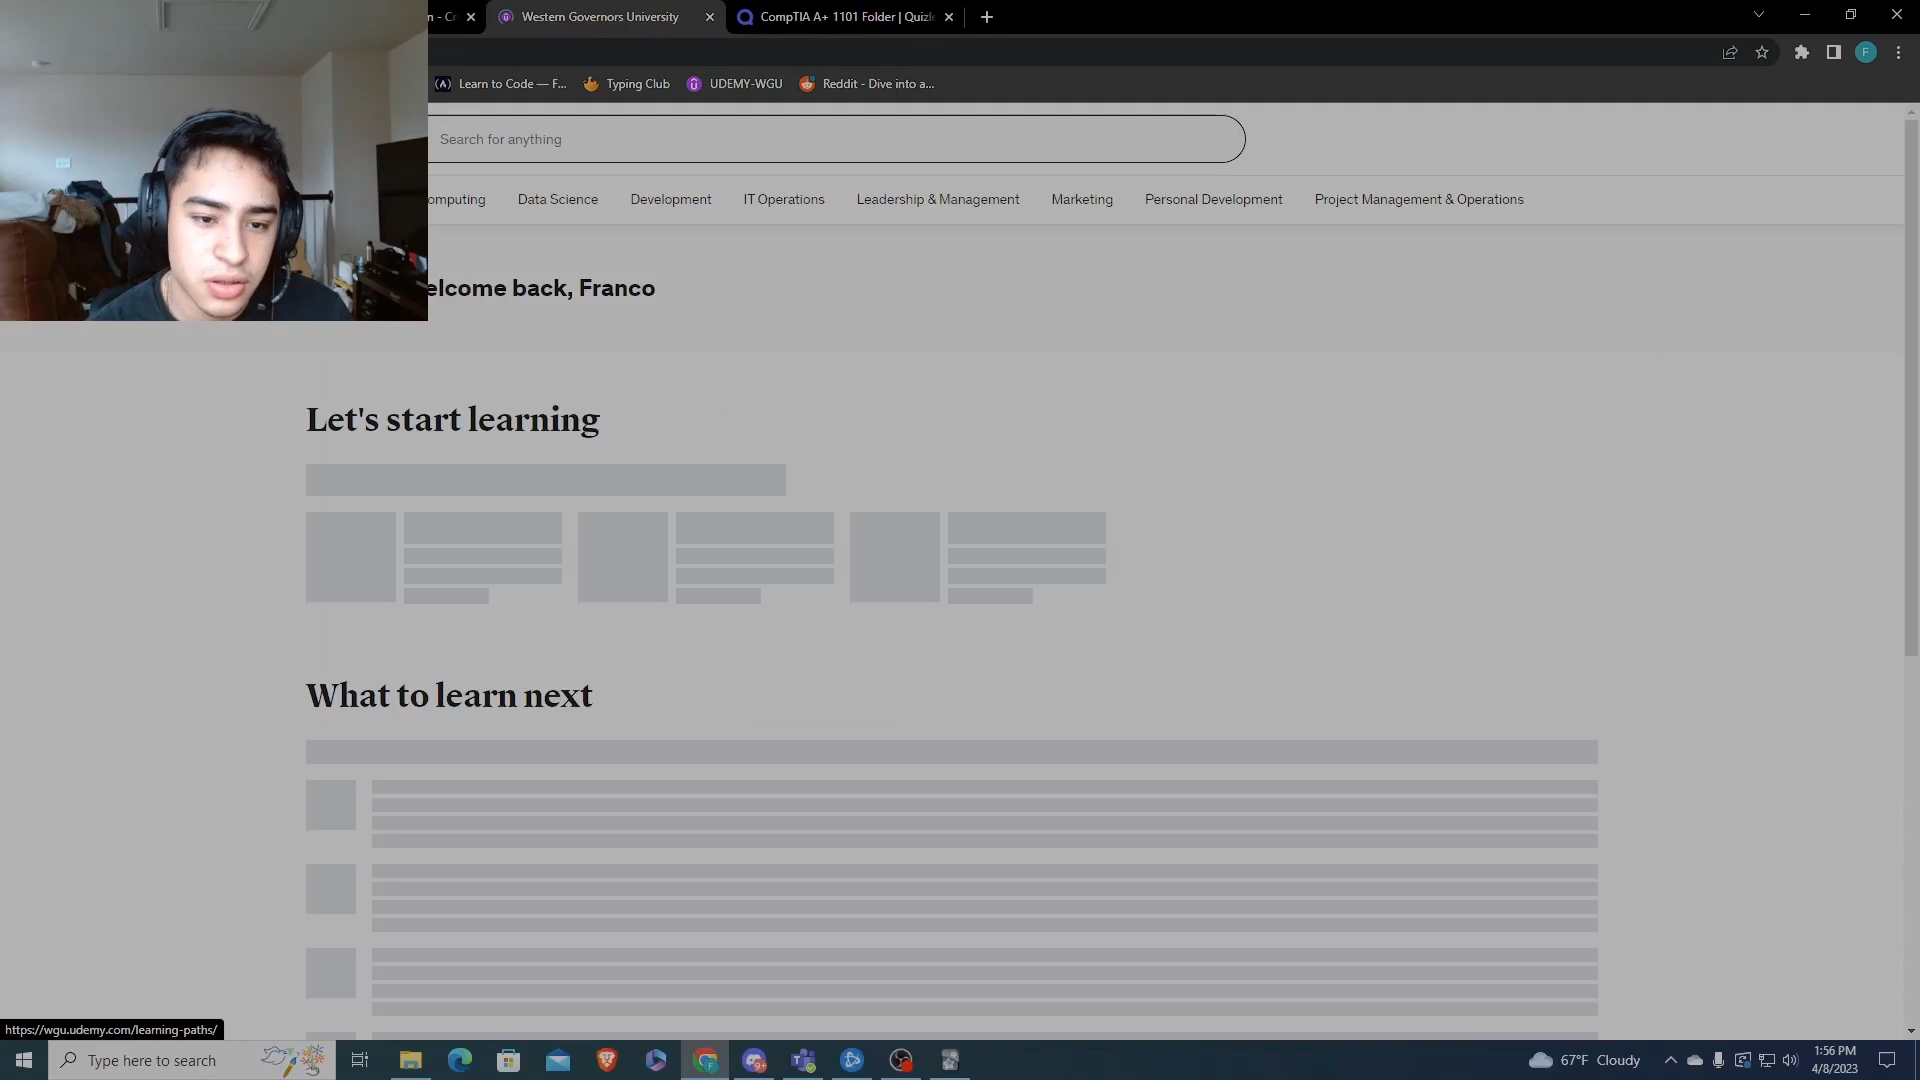 n - Cr
Western Governors University
CompTIA A+ 1101 Folder | Quizl
Learn to Code — F...
Typing Club
UDEMY-WGU
Reddit - Dive into a...
Search for anything
omputing
Data Science
Development
IT Operations
Leadership & Management
Marketing
Personal Development
Project Management & Operations
elcome back, Franco
Let's start learning
What to learn next
https://wgu.udemy.com/learning-paths/
Type here to search
9+
67°F Cloudy
1:56 PM
4/8/2023